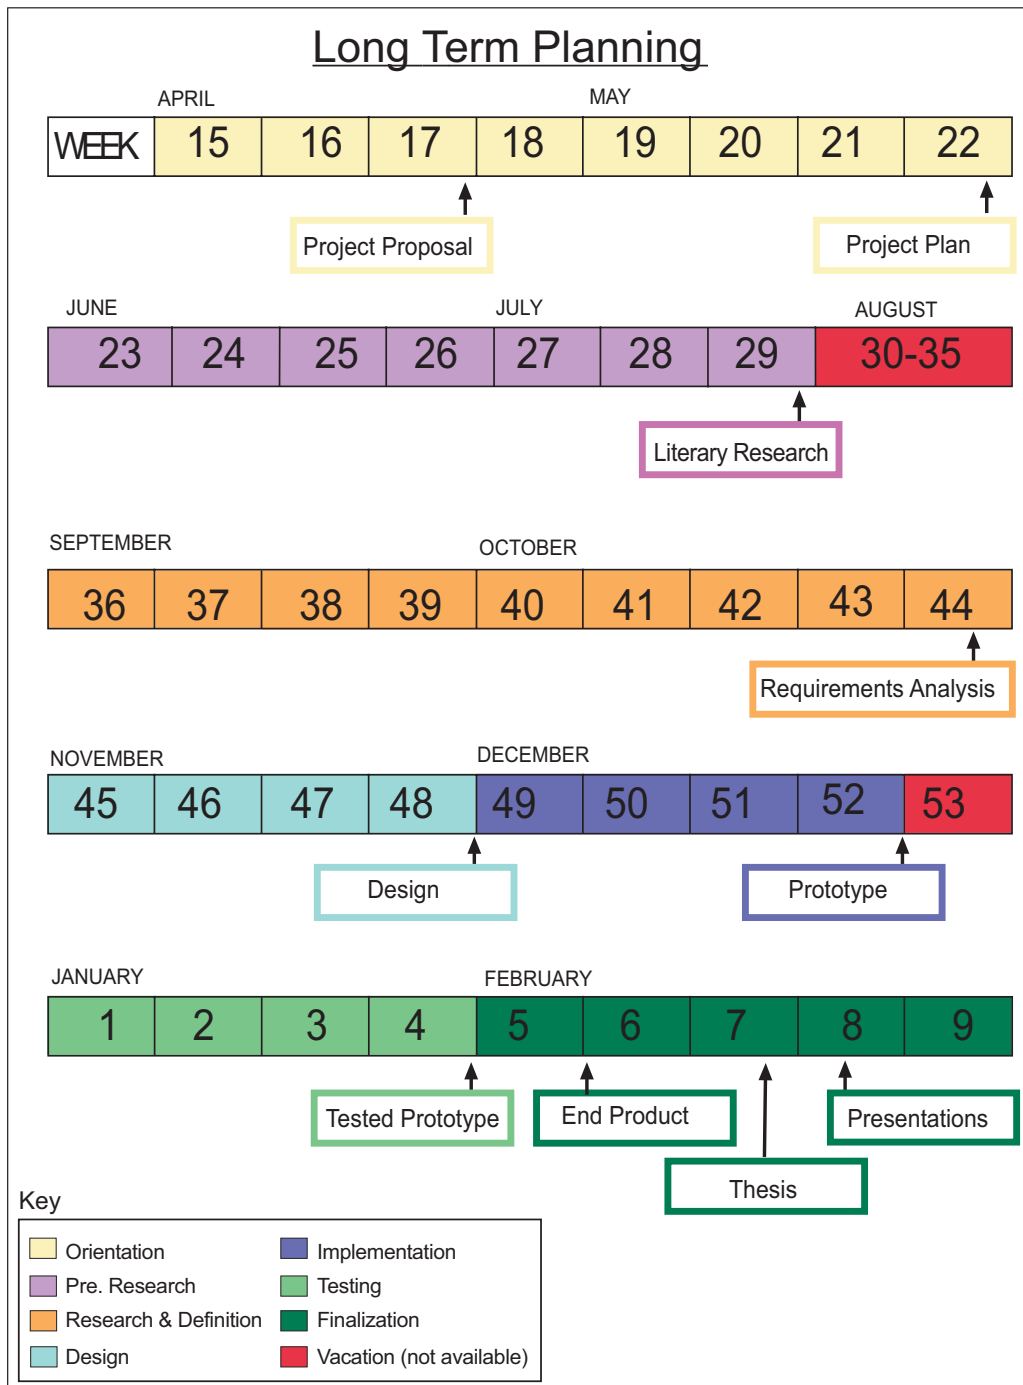 Long Term Planning
APRIL MAY
WEEK 15 16 17 18 19 20 21 22
Project Proposal Project Plan
JUNE JULY AUGUST
23 24 25 26 27 28 29 30-35
Literary Research
SEPTEMBER OCTOBER
36 37 38 39 40 41 42 43 44
Requirements Analysis
NOVEMBER DECEMBER
45 46 47 48 49 50 51 52 53
Design Prototype
JANUARY FEBRUARY
1 2 3 4 5 6 7 8 9
Tested Prototype End Product Presentations
Thesis
Key
Orientation Implementation
Pre. Research Testing
Research & Definition Finalization
Design Vacation (not available)